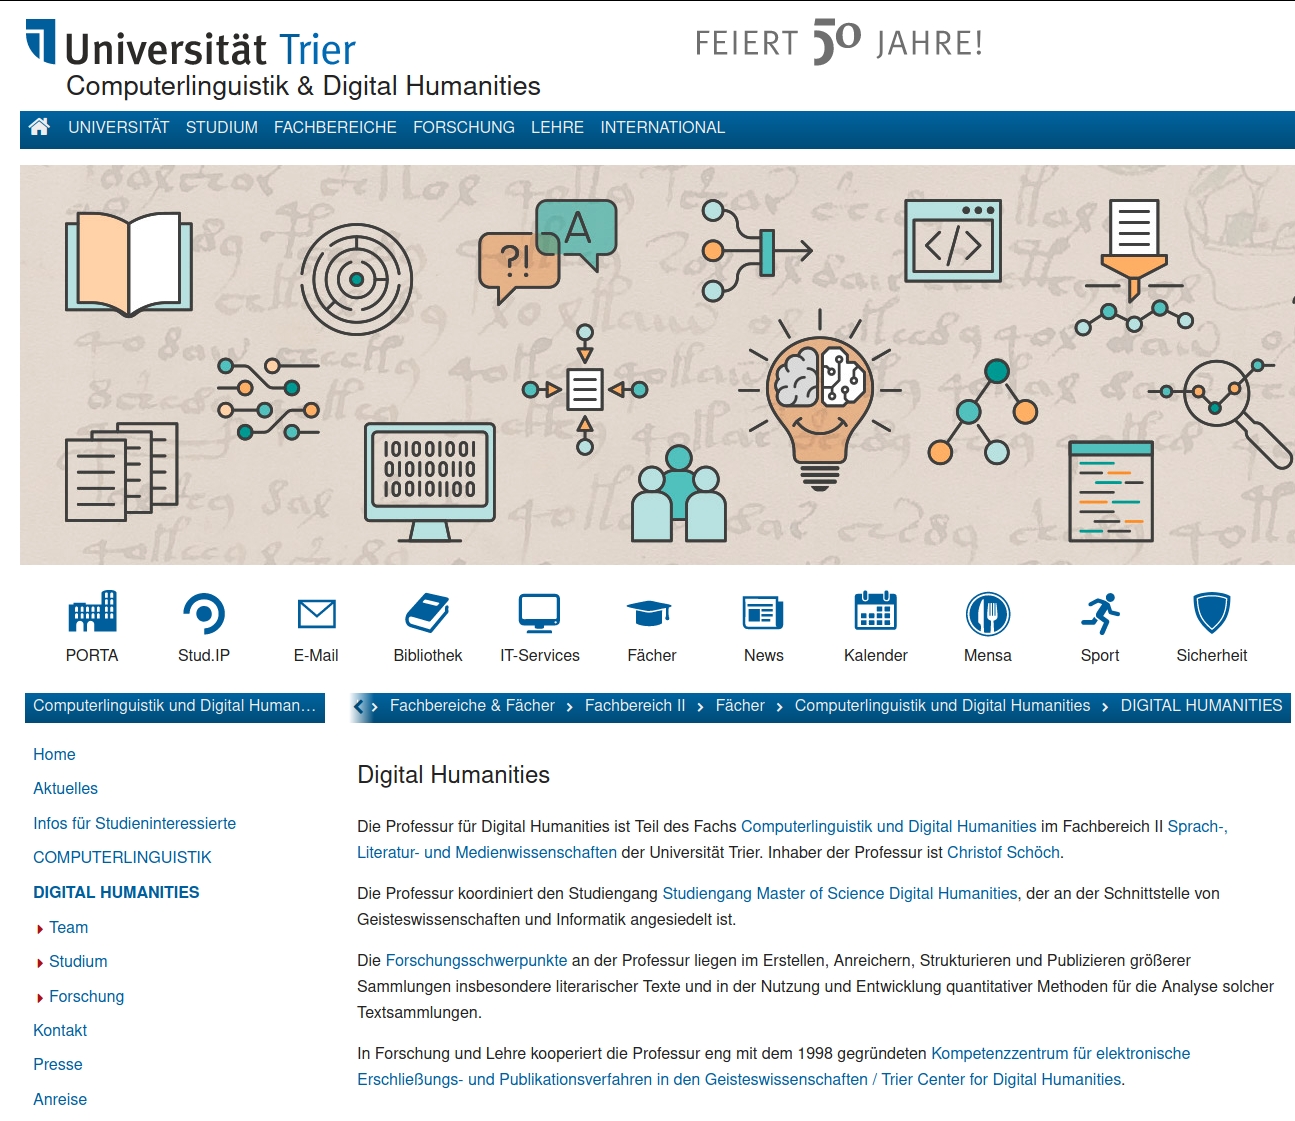 Universität Trier
FEIERT 50 JAHRE!
Computerlinguistik & Digital Humanities
UNIVERSITÄT STUDIUM FACHBEREICHE FORSCHUNG LEHRE INTERNATIONAL
A
?!
</>
101001001
010100110
100101100
PORTA Stud.IP E-Mail Bibliothek IT-Services Fächer News Kalender Mensa Sport Sicherheit
Computerlinguistik und Digital Human…
Fachbereiche & Fächer › Fachbereich II › Fächer › Computerlinguistik und Digital Humanities › DIGITAL HUMANITIES
Home
Aktuelles
Infos für Studieninteressierte
COMPUTERLINGUISTIK
DIGITAL HUMANITIES
Team
Studium
Forschung
Kontakt
Presse
Anreise
Digital Humanities
Die Professur für Digital Humanities ist Teil des Fachs Computerlinguistik und Digital Humanities im Fachbereich II Sprach-,
Literatur- und Medienwissenschaften der Universität Trier. Inhaber der Professur ist Christof Schöch.
Die Professur koordiniert den Studiengang Studiengang Master of Science Digital Humanities, der an der Schnittstelle von
Geisteswissenschaften und Informatik angesiedelt ist.
Die Forschungsschwerpunkte an der Professur liegen im Erstellen, Anreichern, Strukturieren und Publizieren größerer
Sammlungen insbesondere literarischer Texte und in der Nutzung und Entwicklung quantitativer Methoden für die Analyse solcher
Textsammlungen.
In Forschung und Lehre kooperiert die Professur eng mit dem 1998 gegründeten Kompetenzzentrum für elektronische
Erschließungs- und Publikationsverfahren in den Geisteswissenschaften / Trier Center for Digital Humanities.